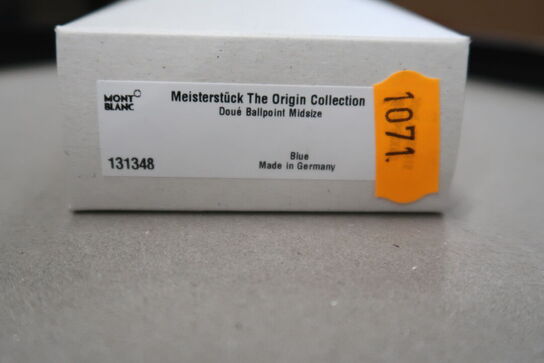 MONT
BLANC
Meisterstück The Origin Collection
Doué Ballpoint Midsize
131348
Blue
Made in Germany
1071.